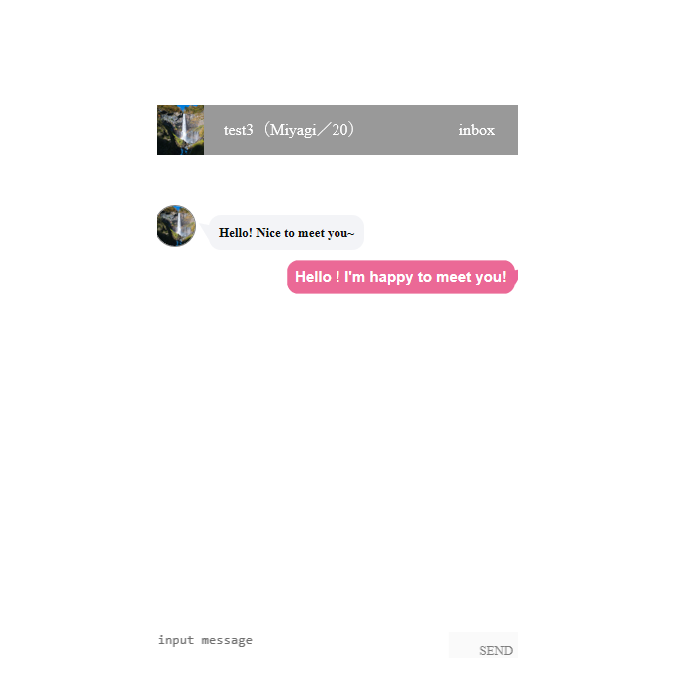 test3（Miyagi／20）
inbox
Hello! Nice to meet you~
Hello ! I'm happy to meet you!
input message
SEND